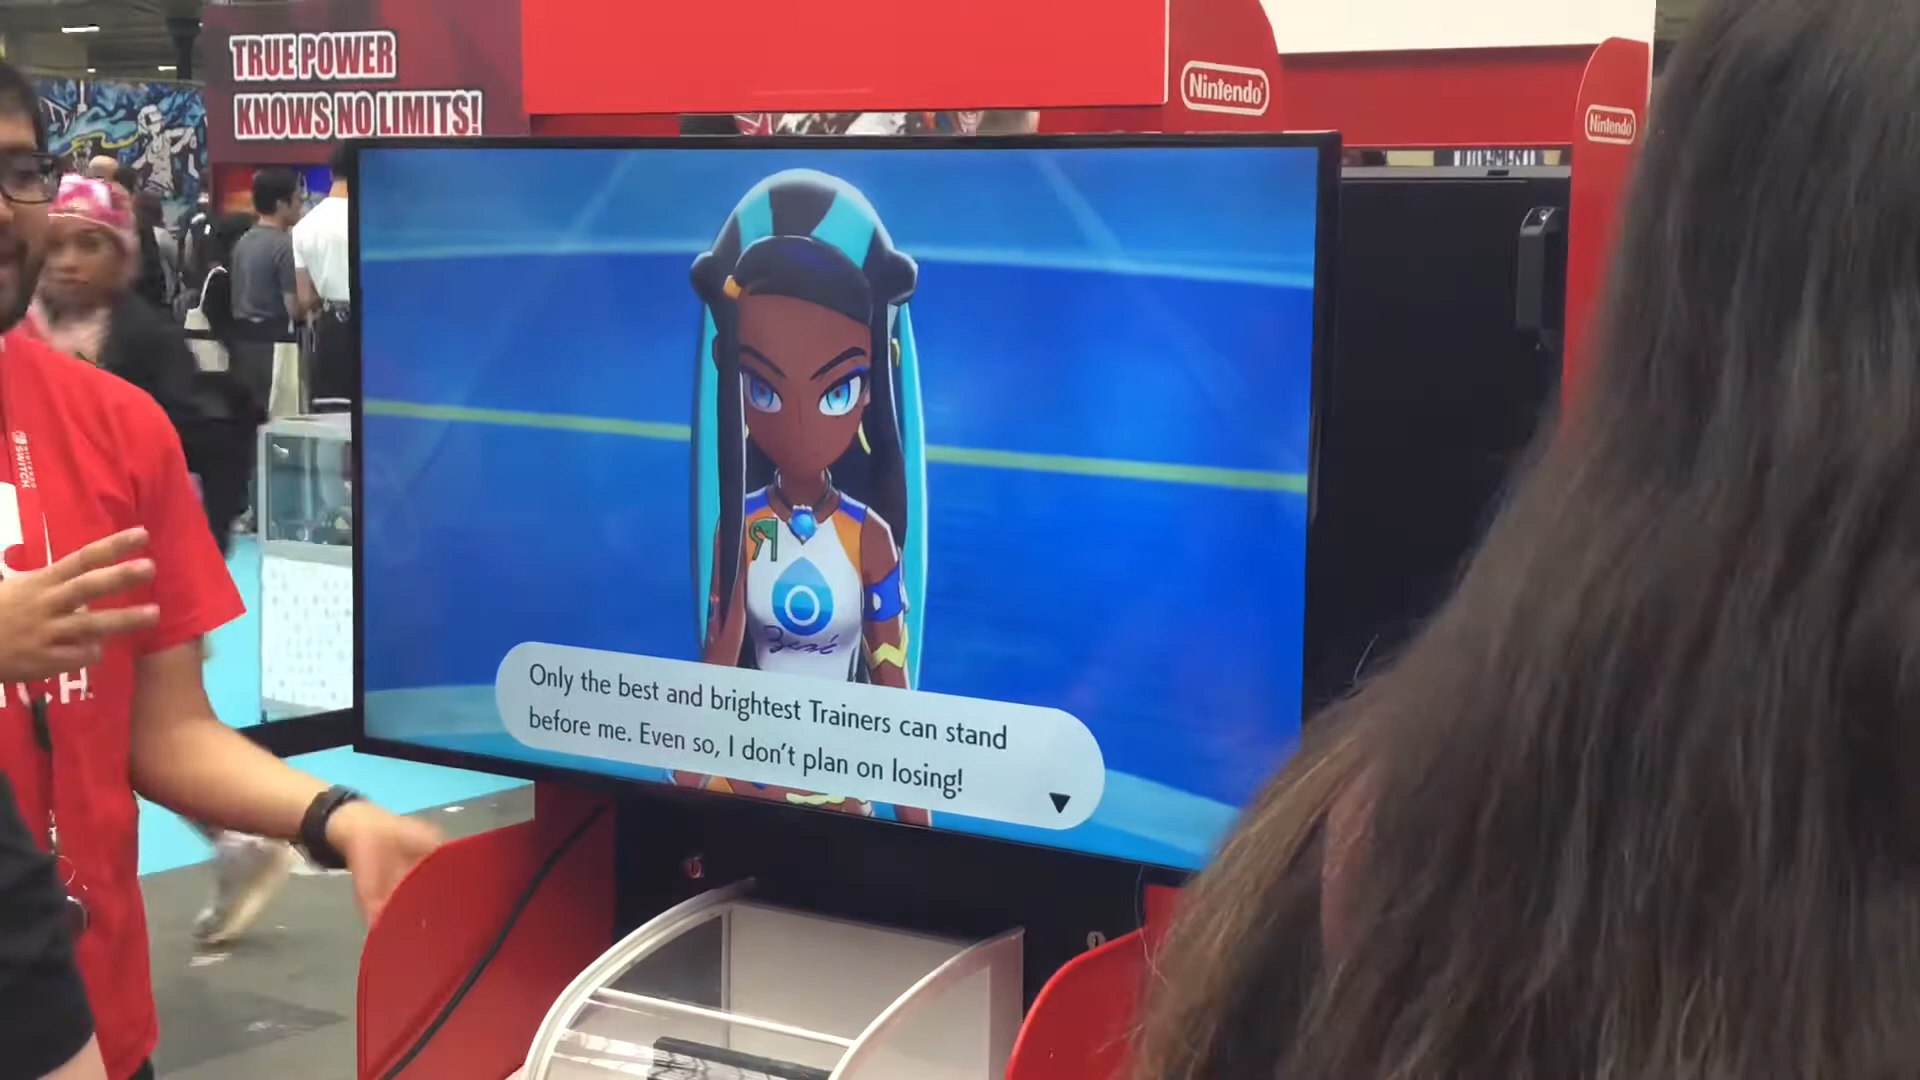 TRUE POWER
KNOWS NO LIMITS!
Nintendo
Nintendo
SWITCH
Only the best and brightest Trainers can stand
before me. Even so, I don't plan on losing!